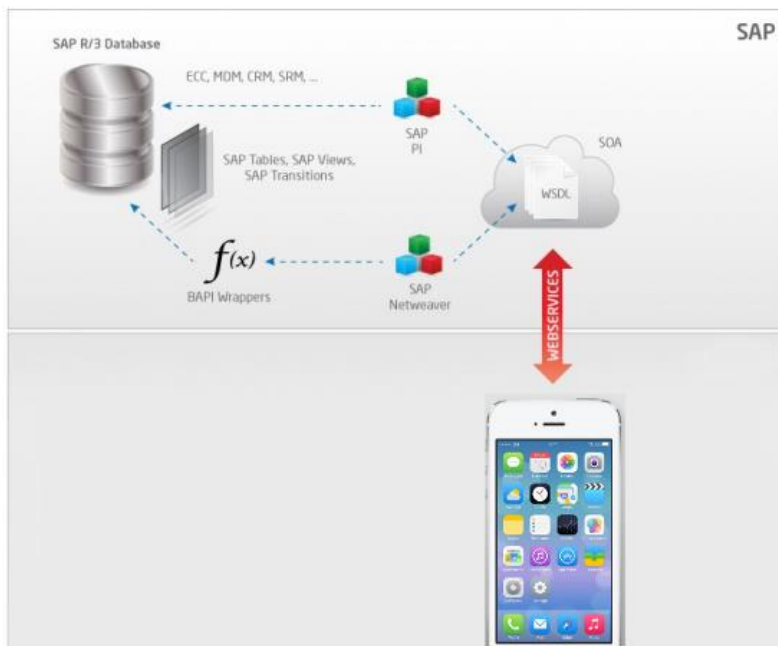 SAP
SAP R/3 Database
ECC, MDM, CRM, SRM, ...
SAP
PI
SOA
SAP Tables, SAP Views,
SAP Transitions
WSDL
f(x)
BAPI Wrappers
SAP
Netweaver
WEBSERVICES